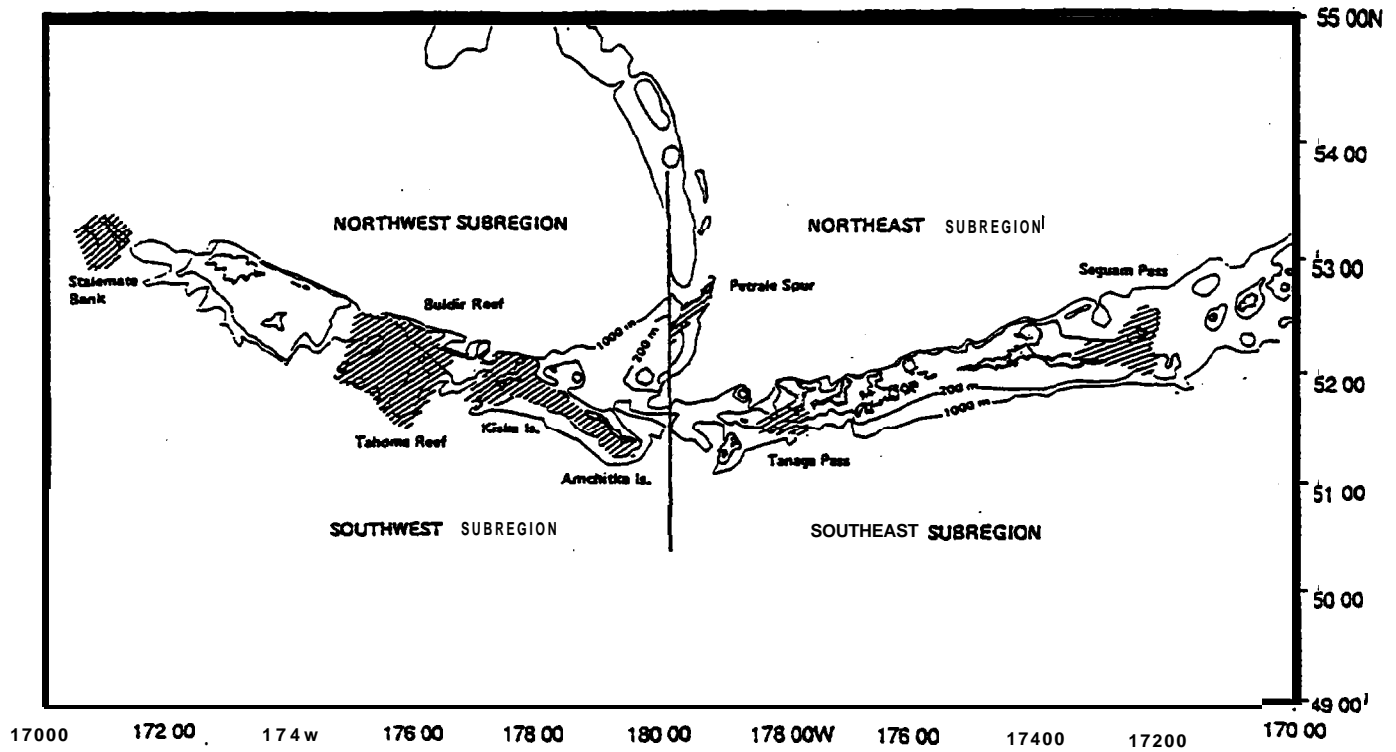 55 00N
54 00
NORTHWEST SUBREGION
NORTHEAST SUBREGION
53 00
Stalemate
Bank
Buldir Reef
Petrale Spur
Seguam Pass
1000 m
200 m
52 00
200 m
1000 m
Tahoma Reef
Kiska Is.
Amchitka Is.
Tanaga Pass
51 00
SOUTHWEST SUBREGION
SOUTHEAST SUBREGION
50 00
49 00
17000 172 00 174w 176 00 178 00 180 00 178 00W 176 00 17400 17200 170 00